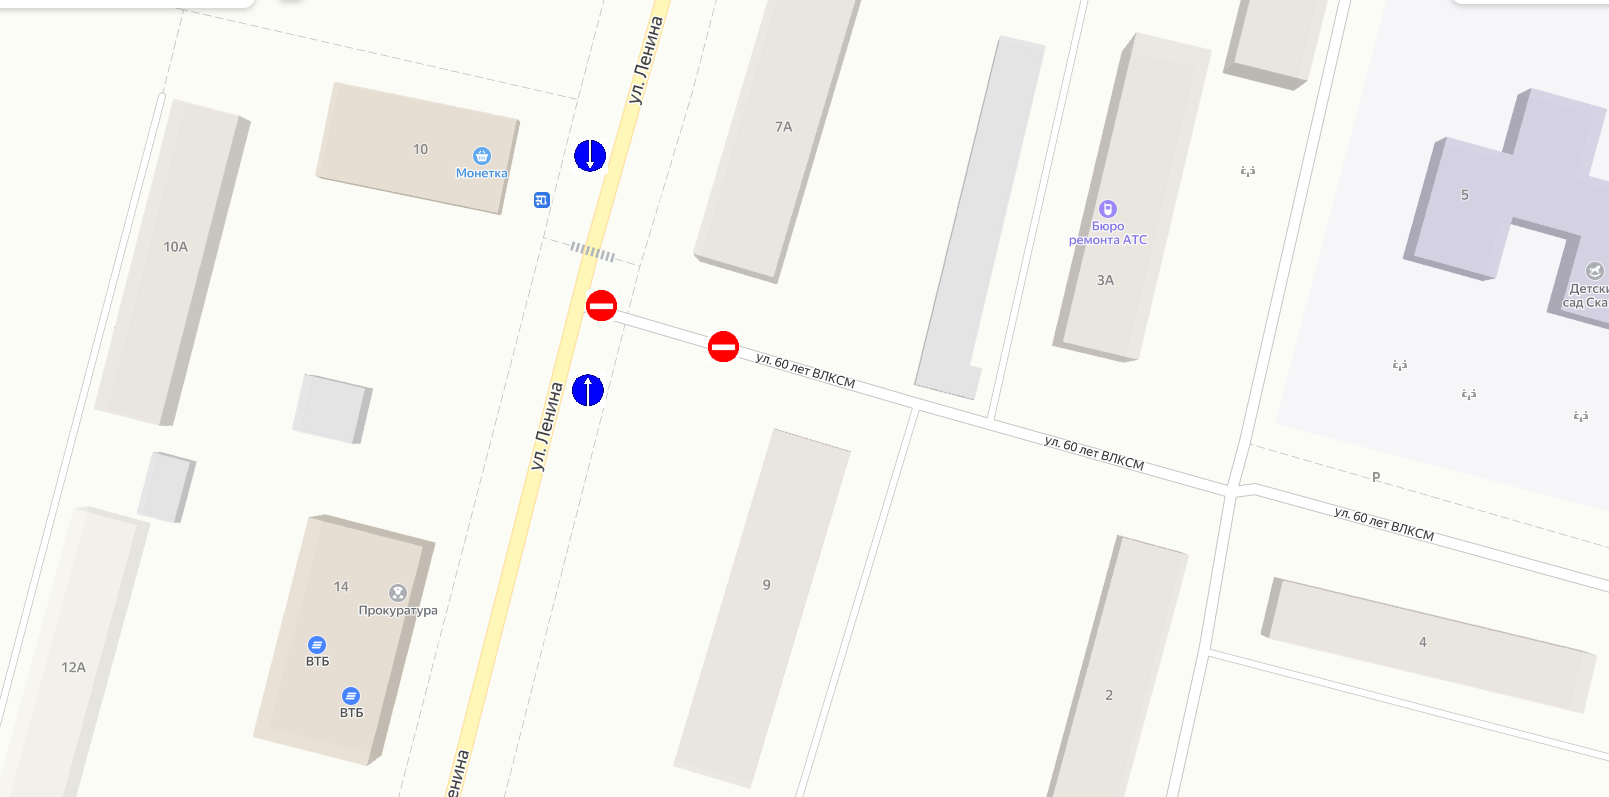 ул. Ленина
7А
10
Монетка
5
Бюро
ремонта АТС
10А
3А
сад Ска
ул. 60 лет ВЛКСМ
ул. Ленина
ул. 60 лет ВЛКСМ
P
ул. 60 лет ВЛКСМ
14
9
Прокуратура
4
ВТБ
12А
2
ВТБ
енина